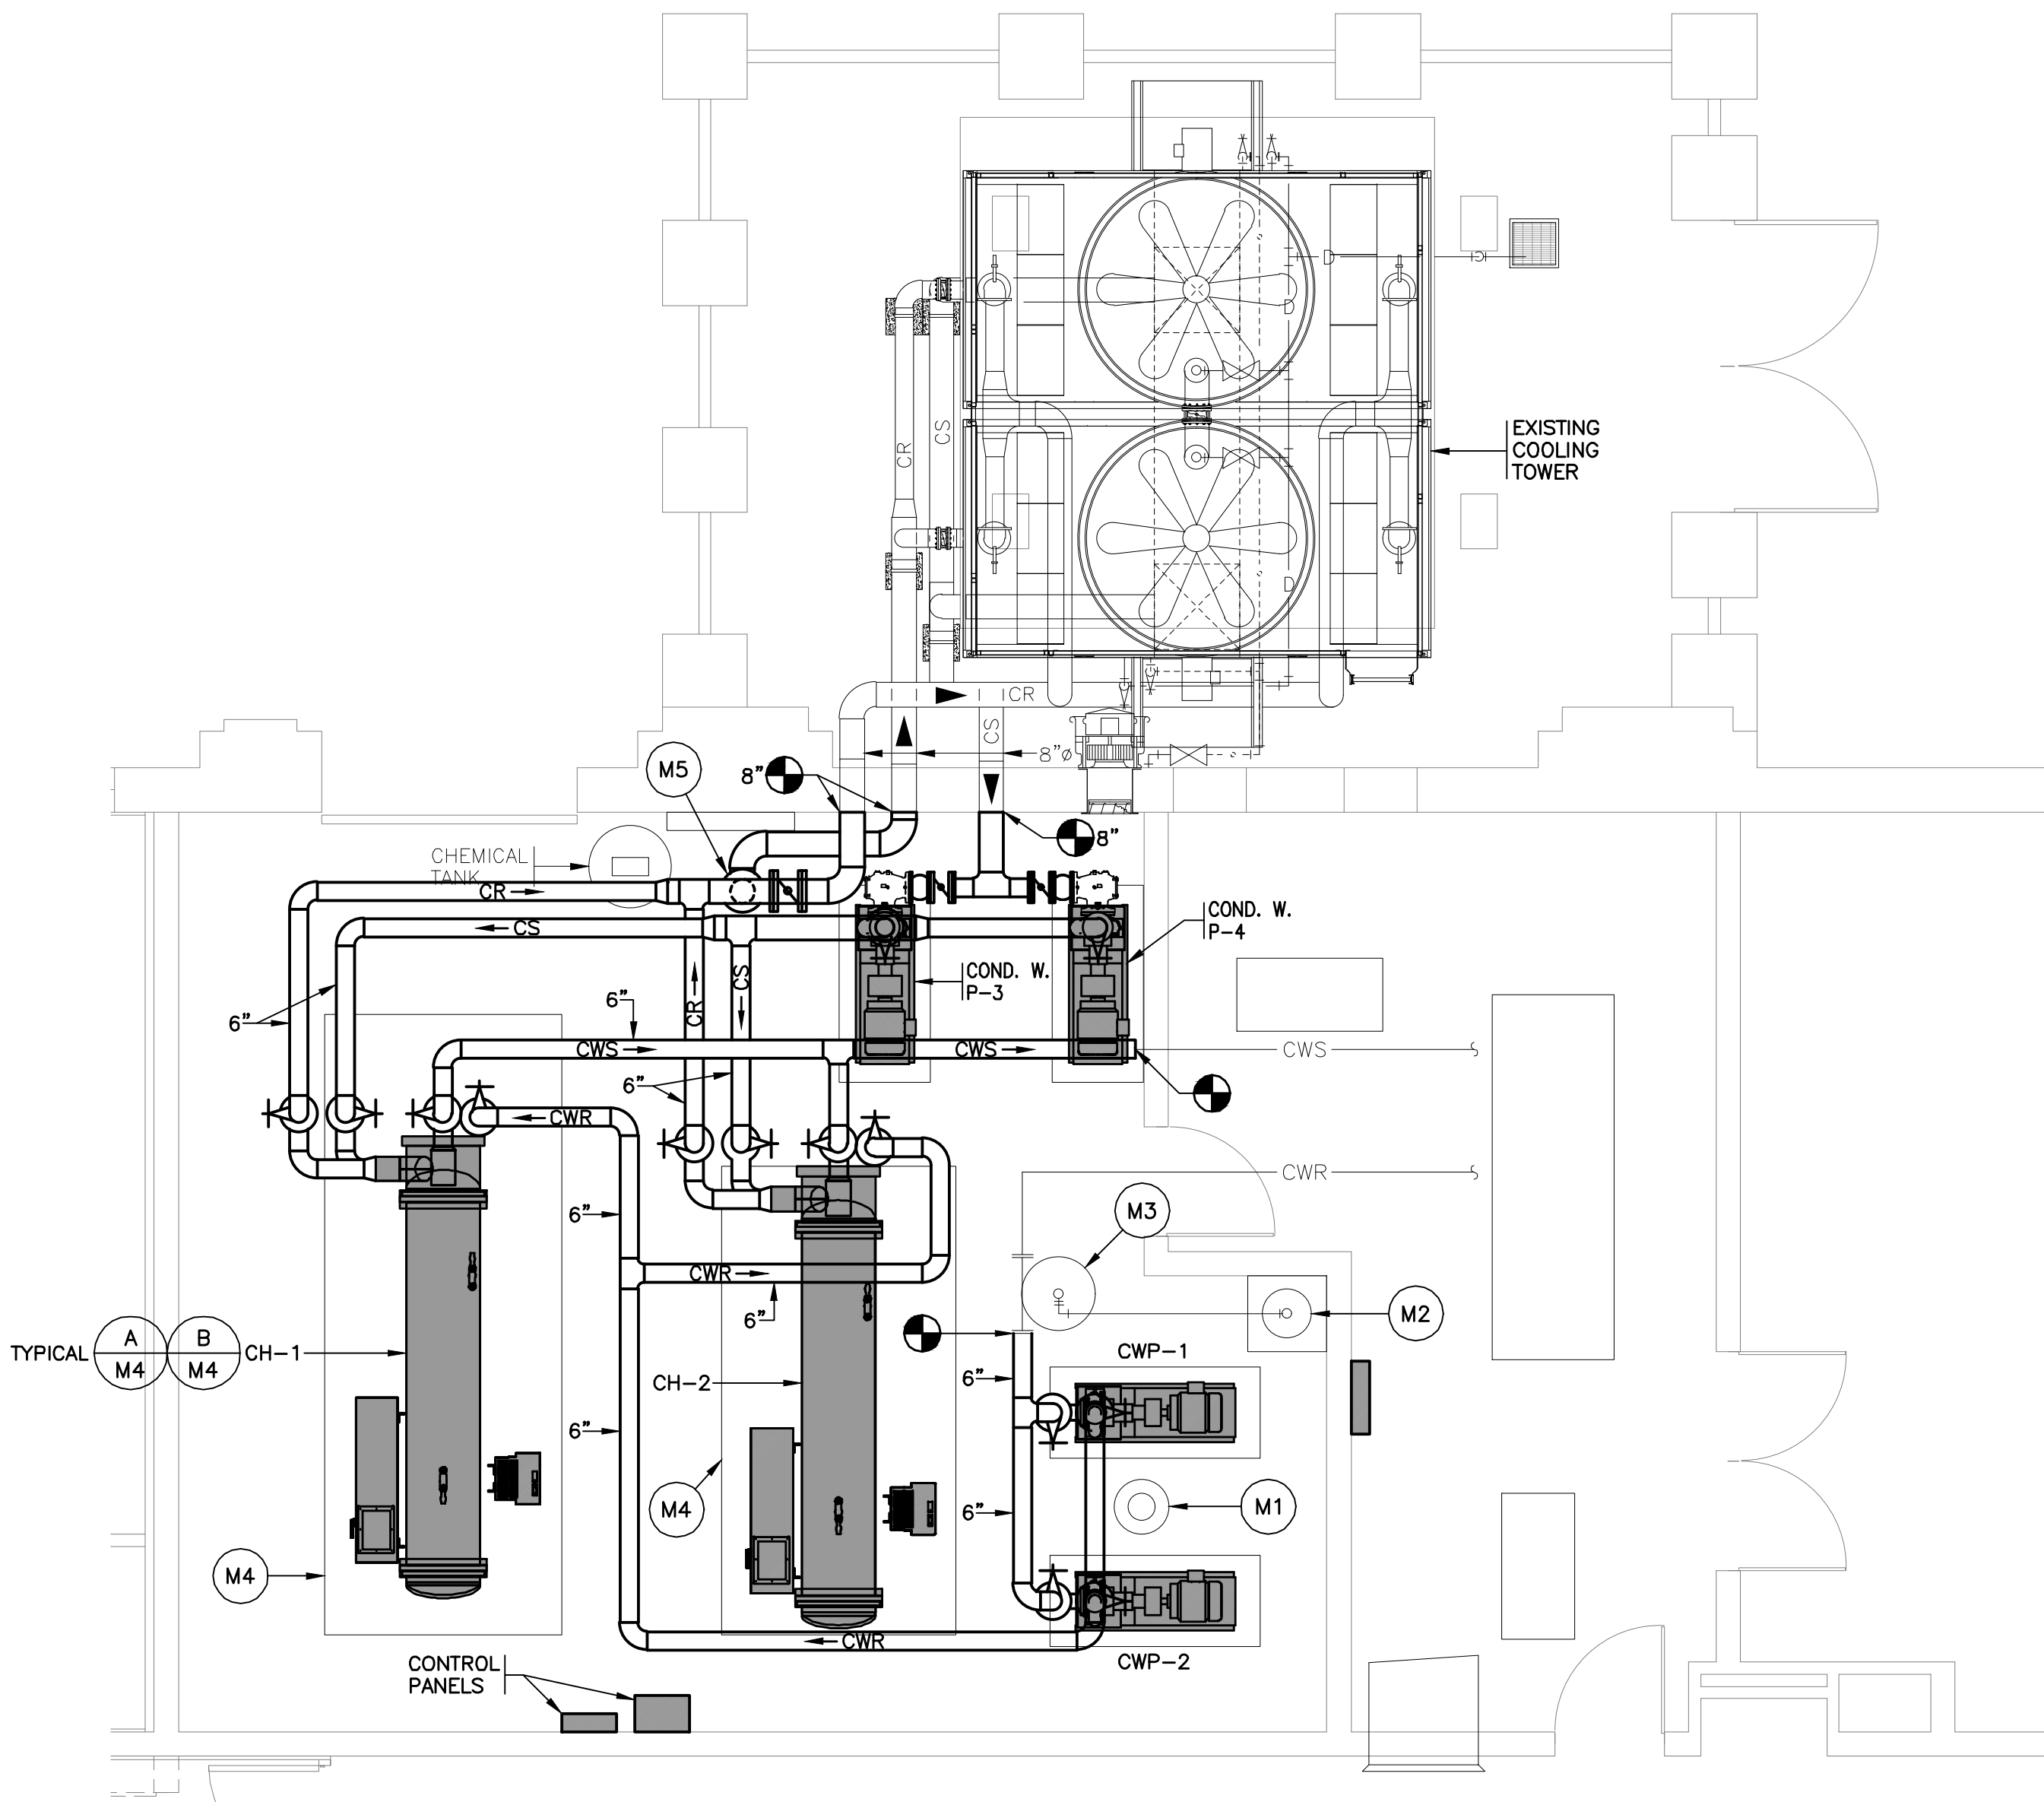 EXISTING
COOLING
TOWER
CR
CS
CR
CS
8"ø
M5
8"
8"
CHEMICAL
TANK
CR
CS
COND. W.
P-4
COND. W.
P-3
CR
CS
6"
6"
CWS
CWS
CWS
6"
CWR
CWR
M3
6"
CWR
6"
M2
TYPICAL
A
M4
B
M4
CH-1
CH-2
CWP-1
6"
6"
M4
6"
M1
M4
CWR
CWP-2
CONTROL
PANELS
D
D
D
s
s
s